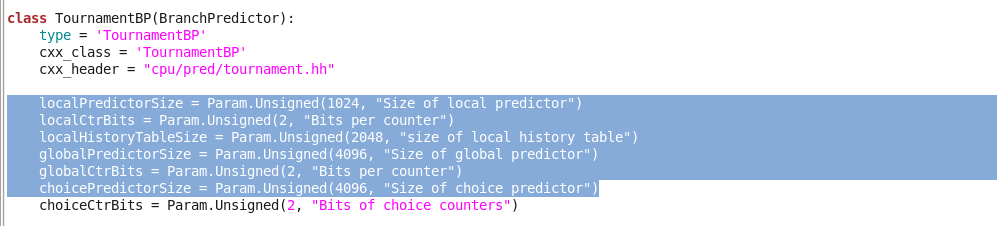 class TournamentBP(BranchPredictor):
    type = 'TournamentBP'
    cxx_class = 'TournamentBP'
    cxx_header = "cpu/pred/tournament.hh"

    localPredictorSize = Param.Unsigned(1024, "Size of local predictor")
    localCtrBits = Param.Unsigned(2, "Bits per counter")
    localHistoryTableSize = Param.Unsigned(2048, "size of local history table")
    globalPredictorSize = Param.Unsigned(4096, "Size of global predictor")
    globalCtrBits = Param.Unsigned(2, "Bits per counter")
    choicePredictorSize = Param.Unsigned(4096, "Size of choice predictor")
    choiceCtrBits = Param.Unsigned(2, "Bits of choice counters")